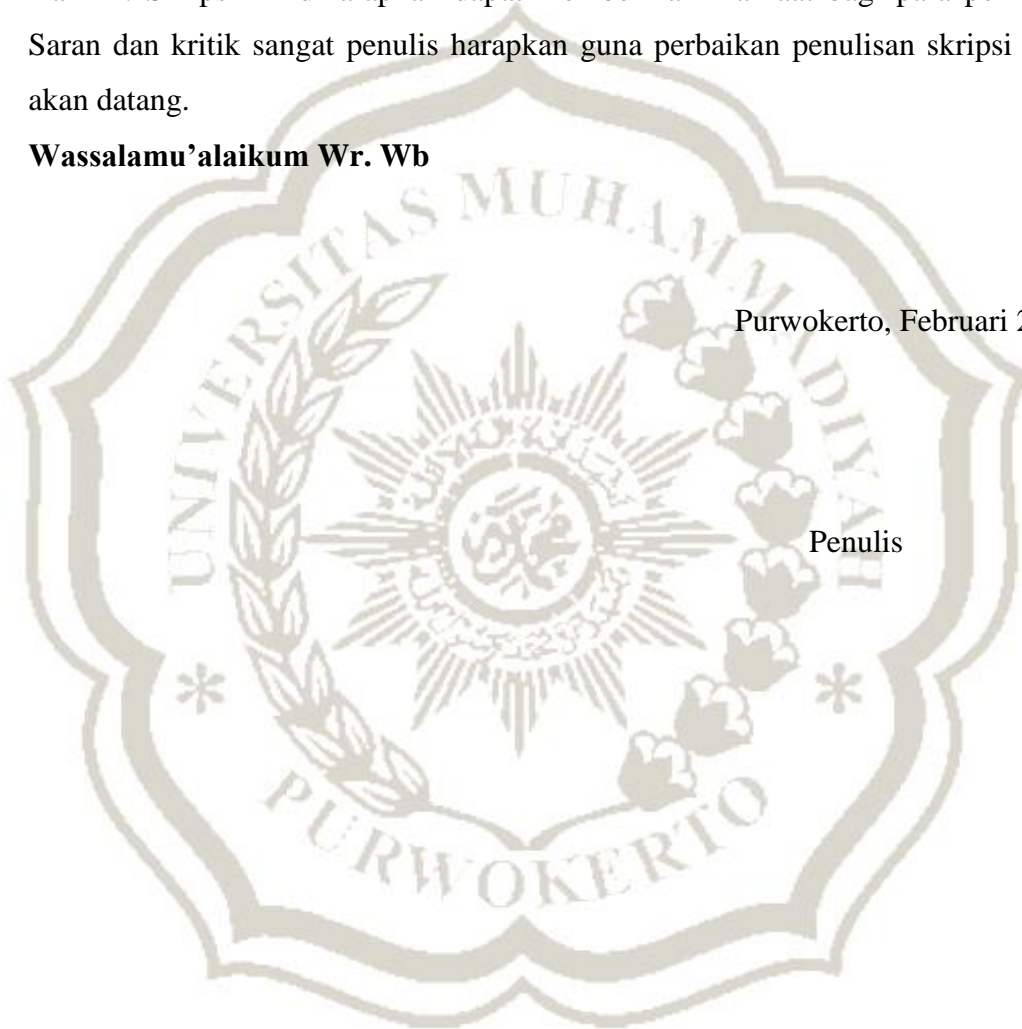 Saran dan kritik sangat penulis harapkan guna perbaikan penulisan skripsi
akan datang.
Wassalamu’alaikum Wr. Wb
UNIVERSITAS MUHAMMADIYAH
Purwokerto, Februari 2
Penulis
PURWOKERTO